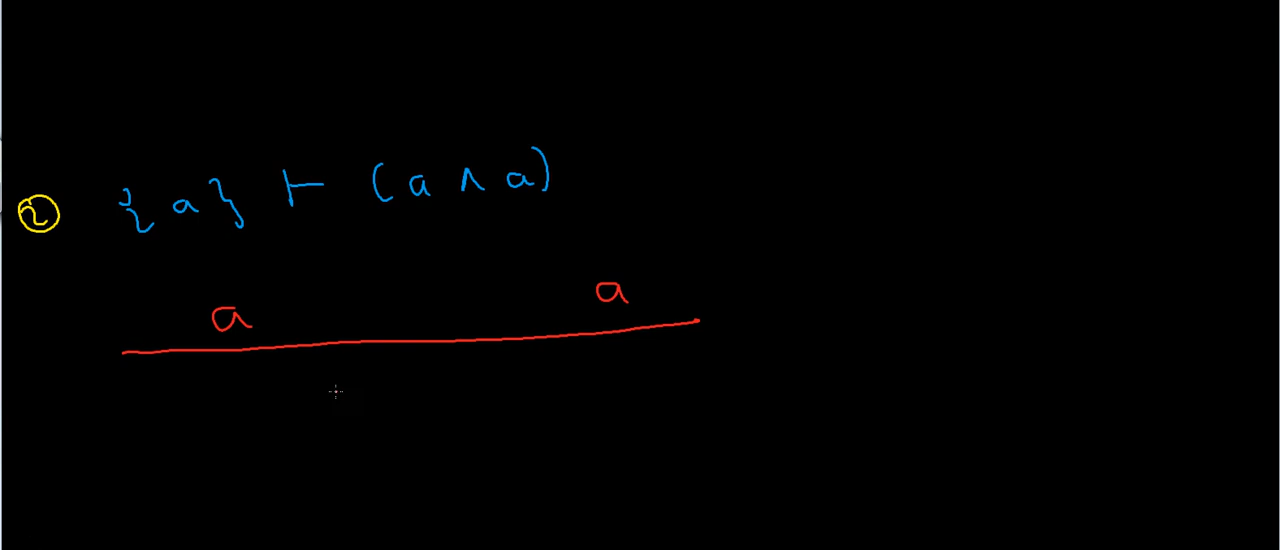 ② {a} ⊢ (a ∧ a)
a a